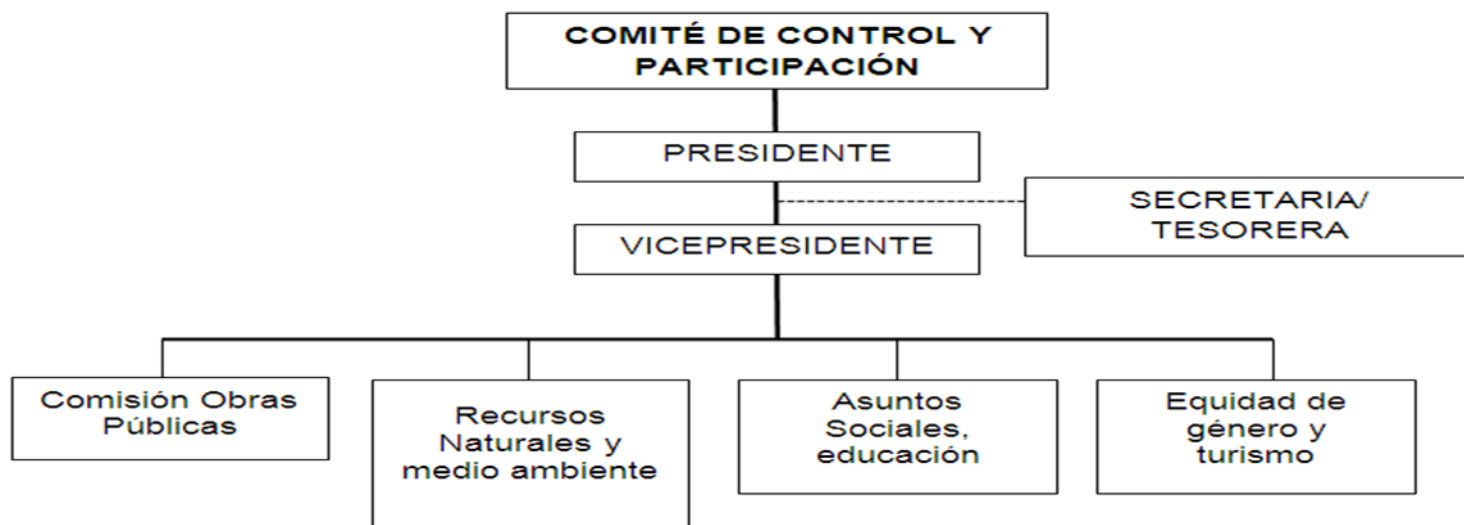 COMITÉ DE CONTROL Y
PARTICIPACIÓN
PRESIDENTE
SECRETARIA/
TESORERA
VICEPRESIDENTE
Comisión Obras
Públicas
Recursos
Naturales y
medio ambiente
Asuntos
Sociales,
educación
Equidad de
género y
turismo